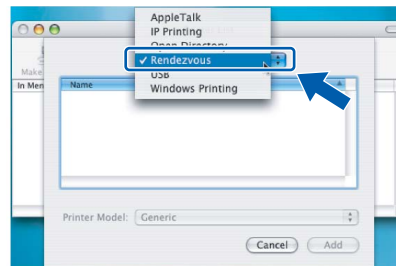 AppleTalk
IP Printing
Open Directory
✓ Rendezvous
USB
Windows Printing
Make
In Men
Name
Printer Model: Generic
Cancel Add